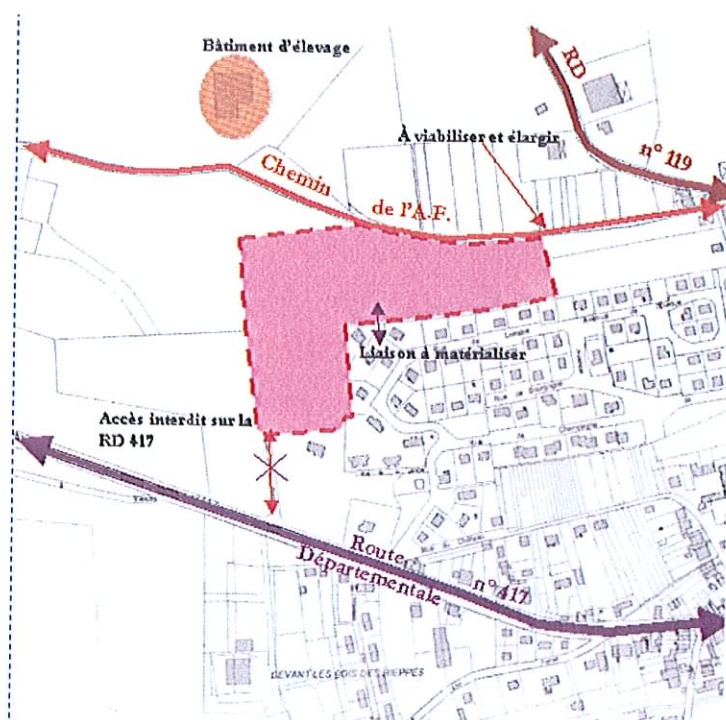 Bâtiment d'élevage
RD
n° 119
À viabiliser et élargir
Chemin
de l'A.F.
Liaison à matérialiser
Accès interdit sur la
RD 417
Route
Départementale
n° 417
DEVANT LES BOIS DES RIEPPES